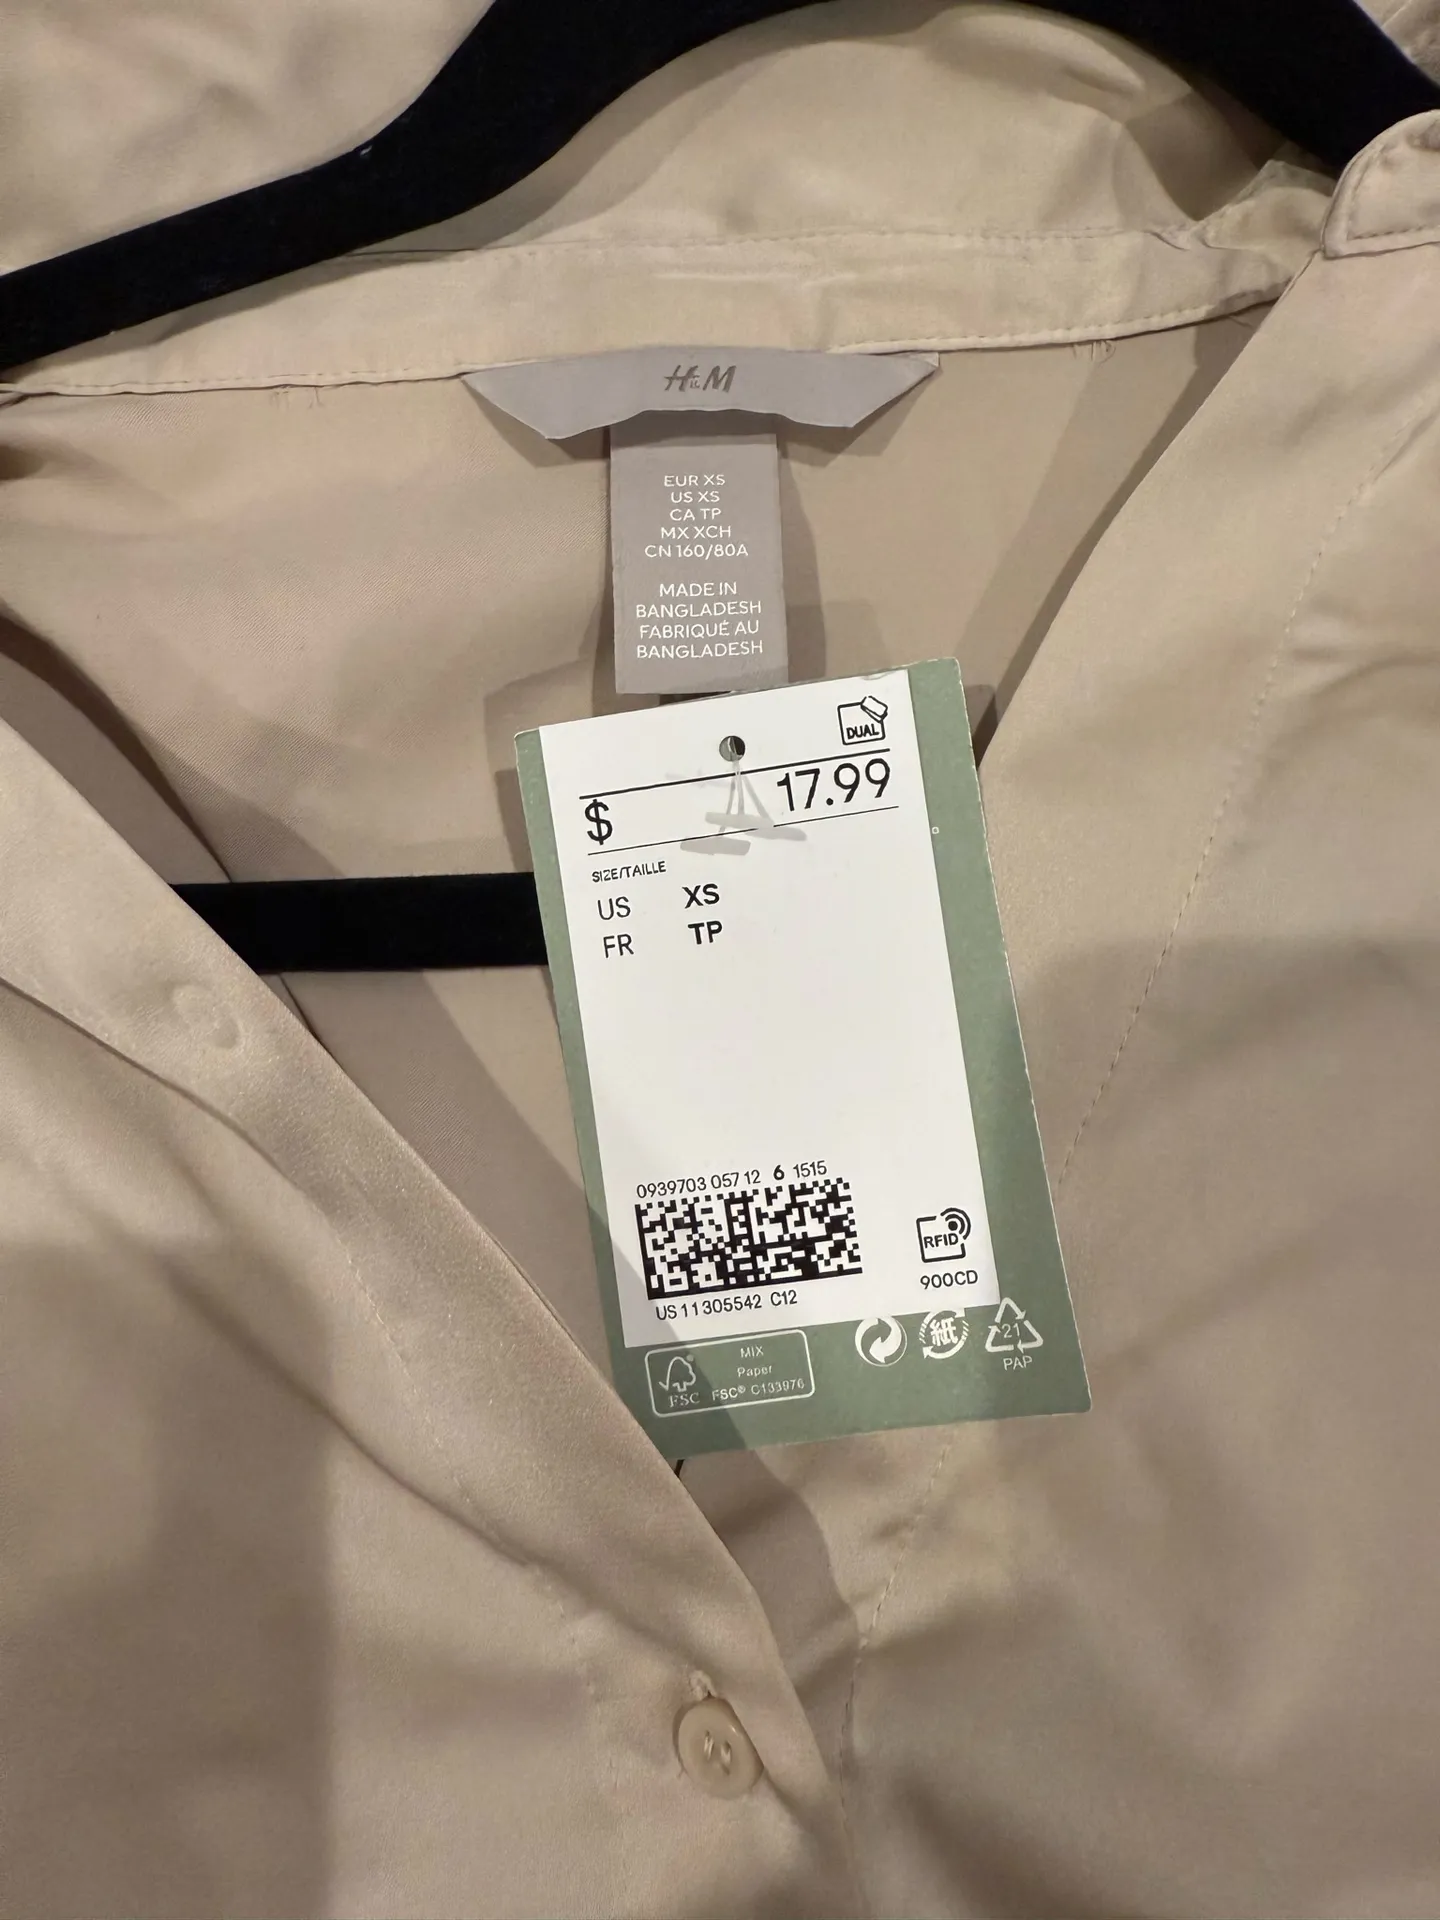 H&M
EUR XS
US XS
CA TP
MX XCH
CN 160/80A
MADE IN
BANGLADESH
FABRIQUÉ AU
BANGLADESH
DUAL
$ 17.99
SIZE/TAILLE
US XS
FR TP
0939703 057 12 6 1515
RFID
900CD
US 11305542 C12
MIX
Paper
FSC FSC® C133976
紙
21
PAP